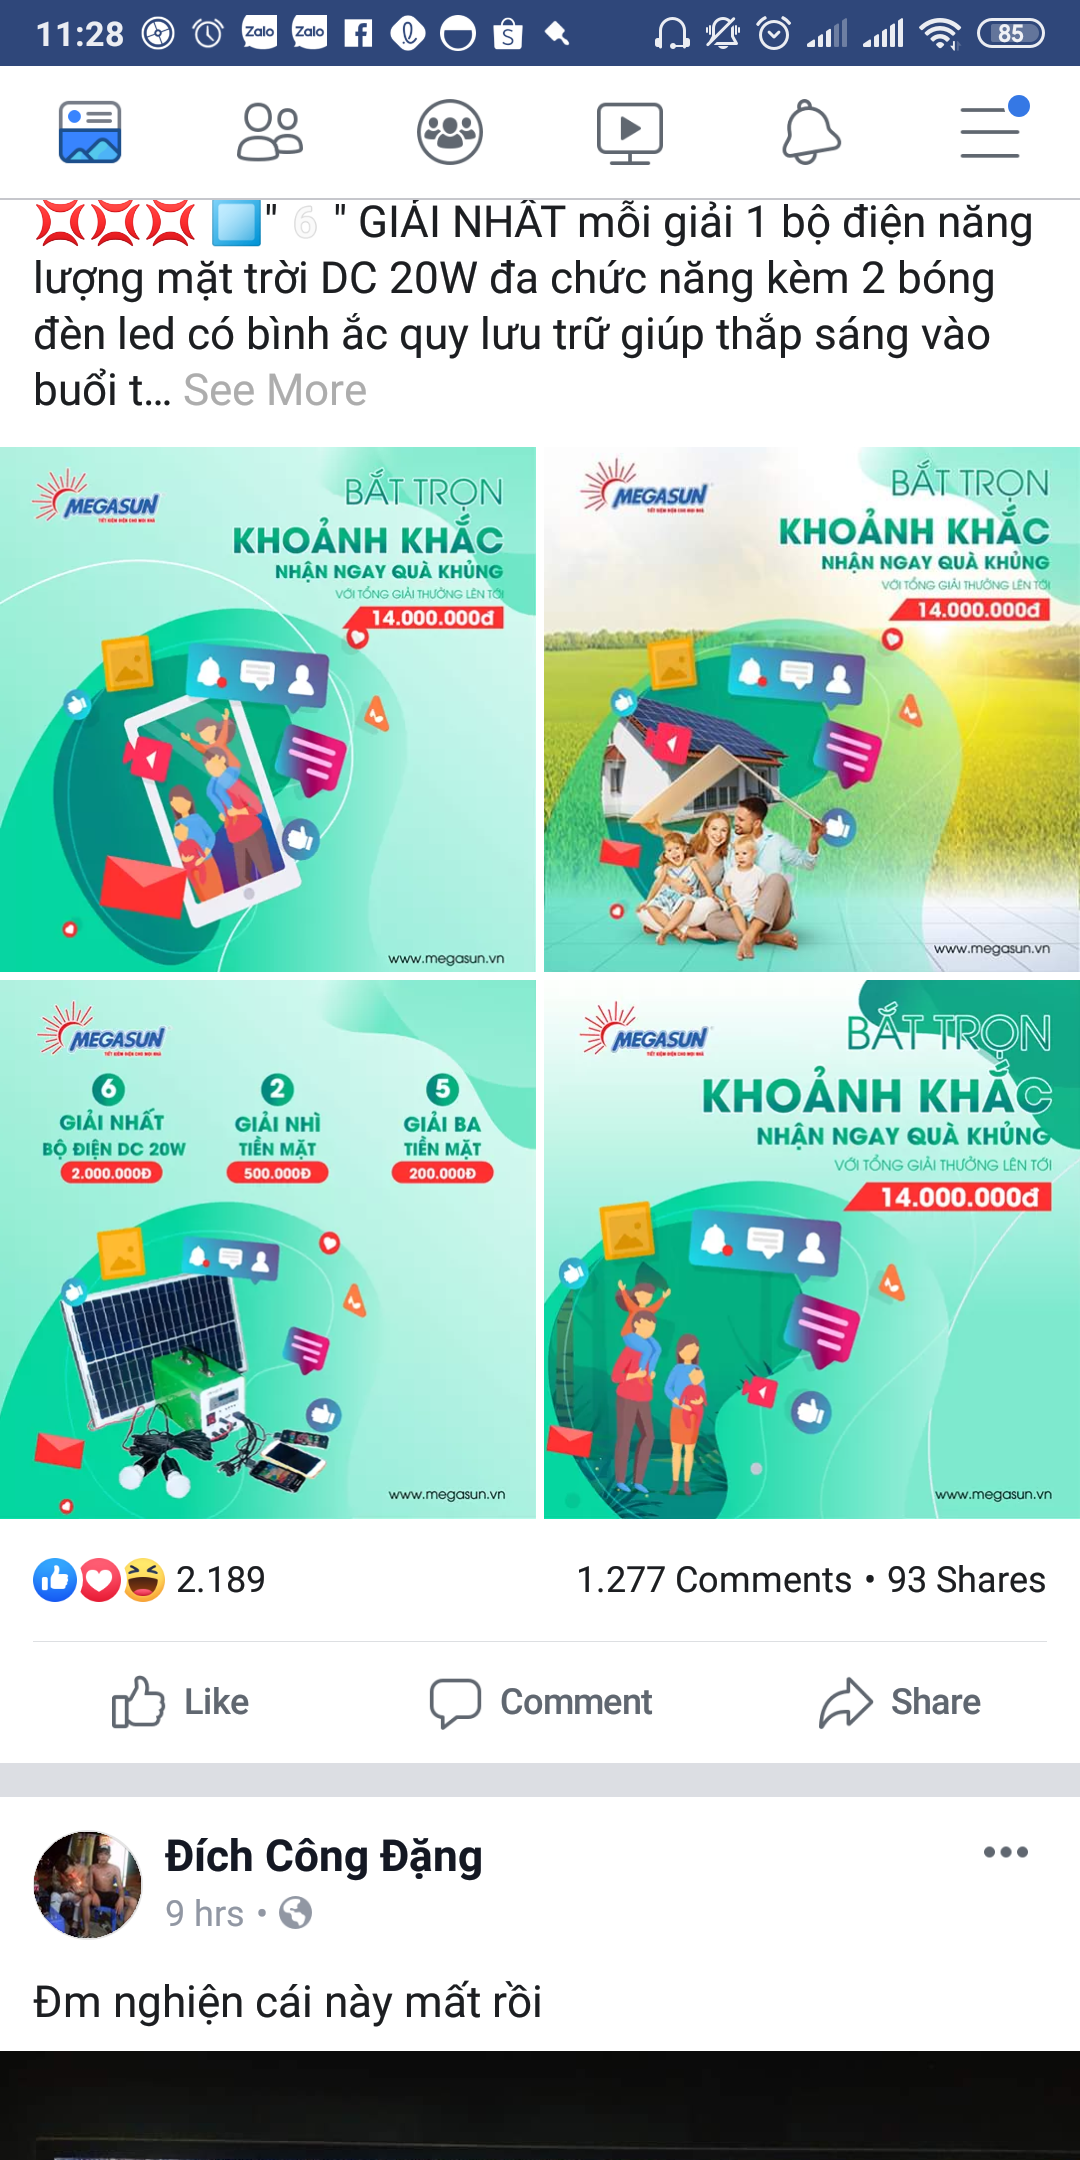 11:28
Zalo
Zalo
85
" 6 " GIẢI NHẤT mỗi giải 1 bộ điện năng
lượng mặt trời DC 20W đa chức năng kèm 2 bóng
đèn led có bình ắc quy lưu trữ giúp thắp sáng vào
buổi t... See More
MEGASUN
BẮT TRỌN
KHOẢNH KHẮC
NHẬN NGAY QUÀ KHỦNG
VỚI TỔNG GIẢI THƯỞNG LÊN TỚI
14.000.000đ
www.megasun.vn
MEGASUN
BẮT TRỌN
KHOẢNH KHẮC
NHẬN NGAY QUÀ KHỦNG
VỚI TỔNG GIẢI THƯỞNG LÊN TỚI
14.000.000đ
www.megasun.vn
MEGASUN
6
GIẢI NHẤT
BỘ ĐIỆN DC 20W
2.000.000Đ
2
GIẢI NHÌ
TIỀN MẶT
500.000Đ
5
GIẢI BA
TIỀN MẶT
200.000Đ
www.megasun.vn
MEGASUN
BẮT TRỌN
KHOẢNH KHẮC
NHẬN NGAY QUÀ KHỦNG
VỚI TỔNG GIẢI THƯỞNG LÊN TỚI
14.000.000đ
www.megasun.vn
2.189
1.277 Comments • 93 Shares
Like
Comment
Share
Đích Công Đặng
9 hrs •
Đm nghiện cái này mất rồi